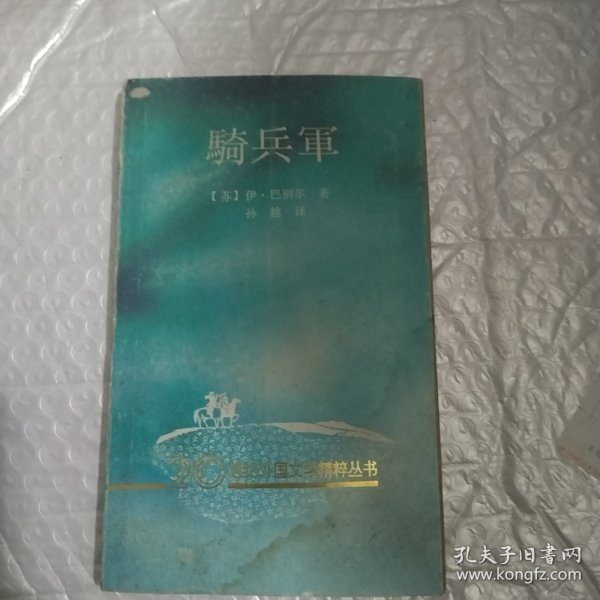 騎兵軍
【苏】伊·巴别尔 著
孙越 译
20世纪外国文学精粹丛书
孔夫子旧书网
www.kongfz.com